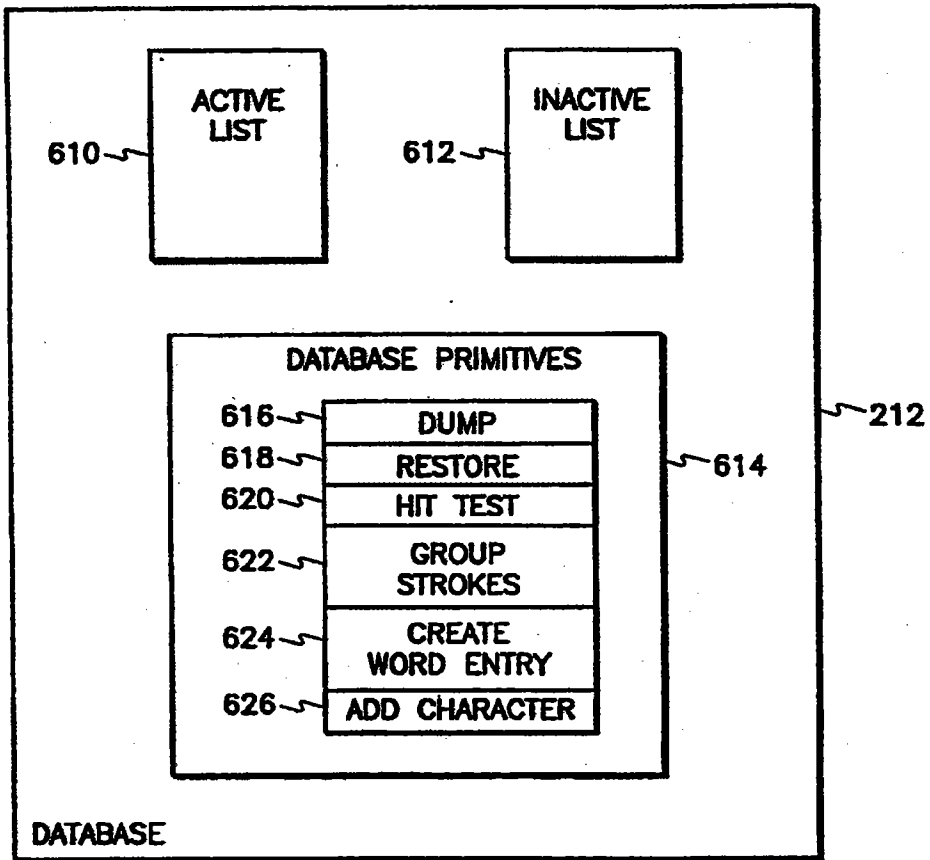 ACTIVE
LIST
610
INACTIVE
LIST
612
DATABASE PRIMITIVES
616
DUMP
618
RESTORE
620
HIT TEST
622
GROUP
STROKES
624
CREATE
WORD ENTRY
626
ADD CHARACTER
614
212
DATABASE